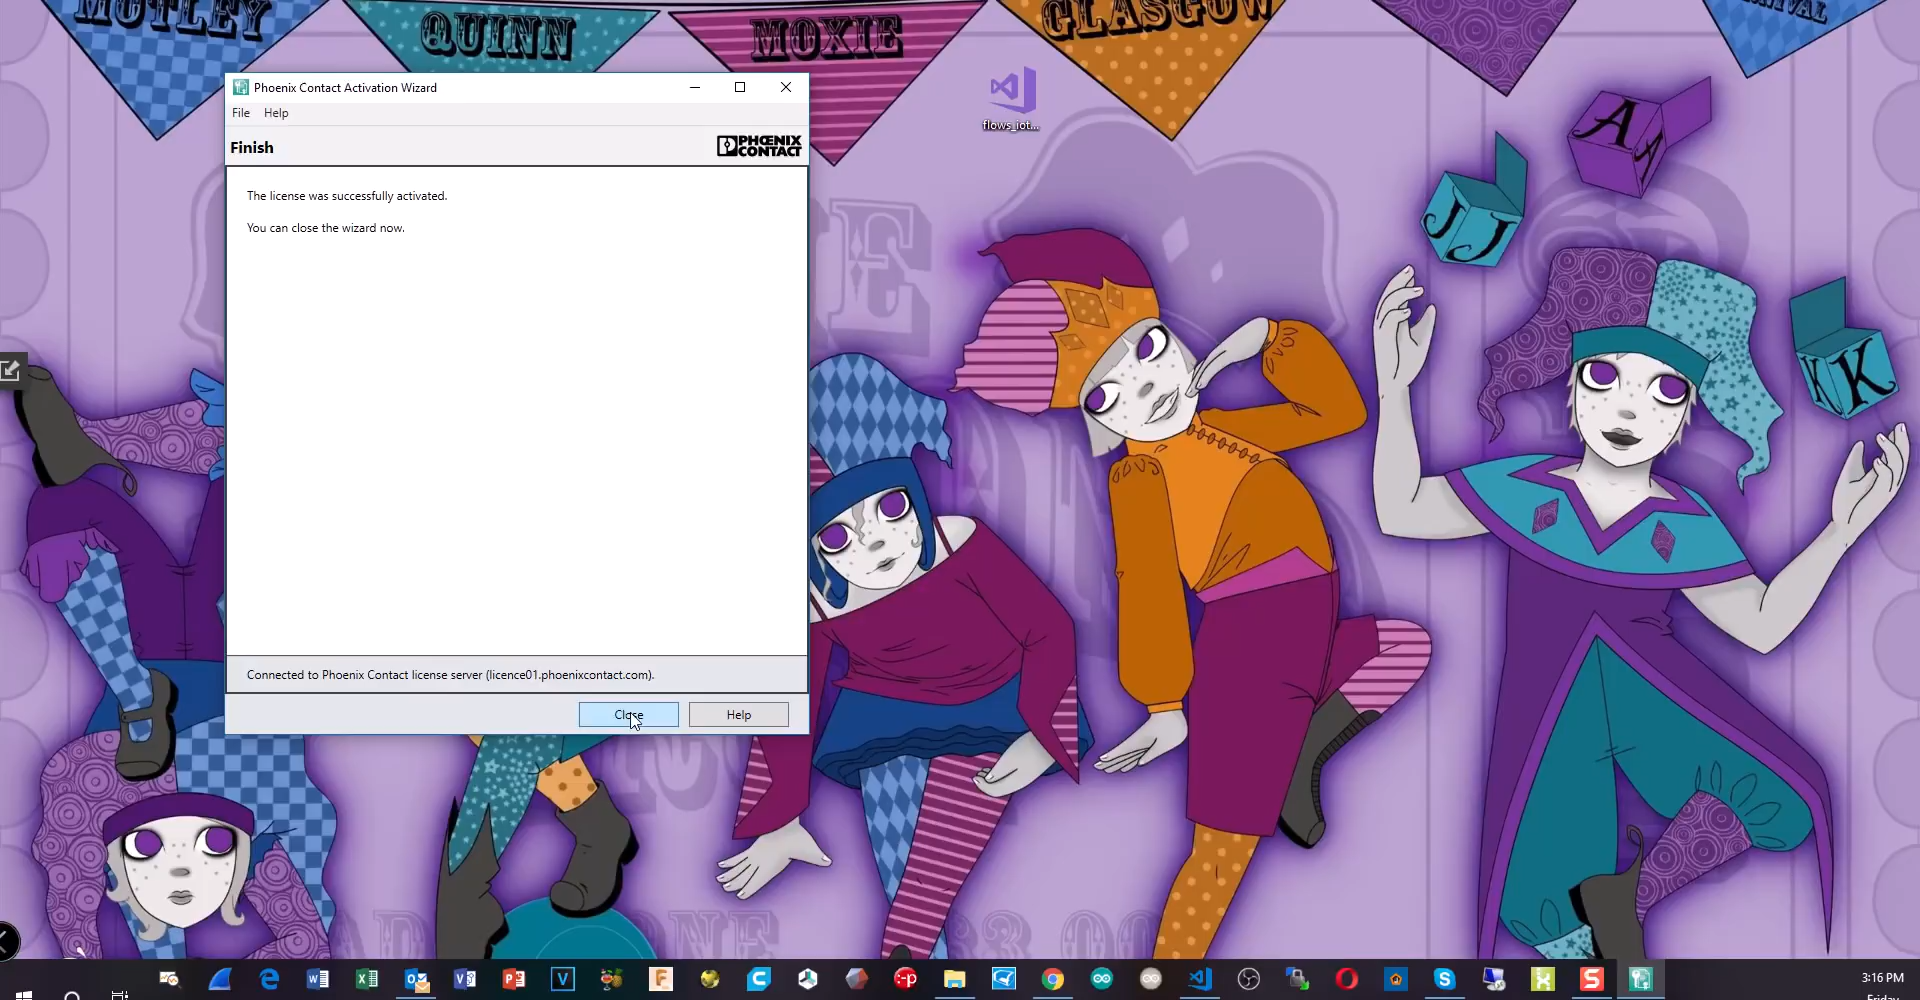 MOTLEY
QUINN
MOXIE
GLASGOW
Phoenix Contact Activation Wizard
File Help
Finish
PHŒNIX
CONTACT
The license was successfully activated.
You can close the wizard now.
Connected to Phoenix Contact license server (licence01.phoenixcontact.com).
Close
Help
flows_iot...
A
J J
K K
3:16 PM
Friday